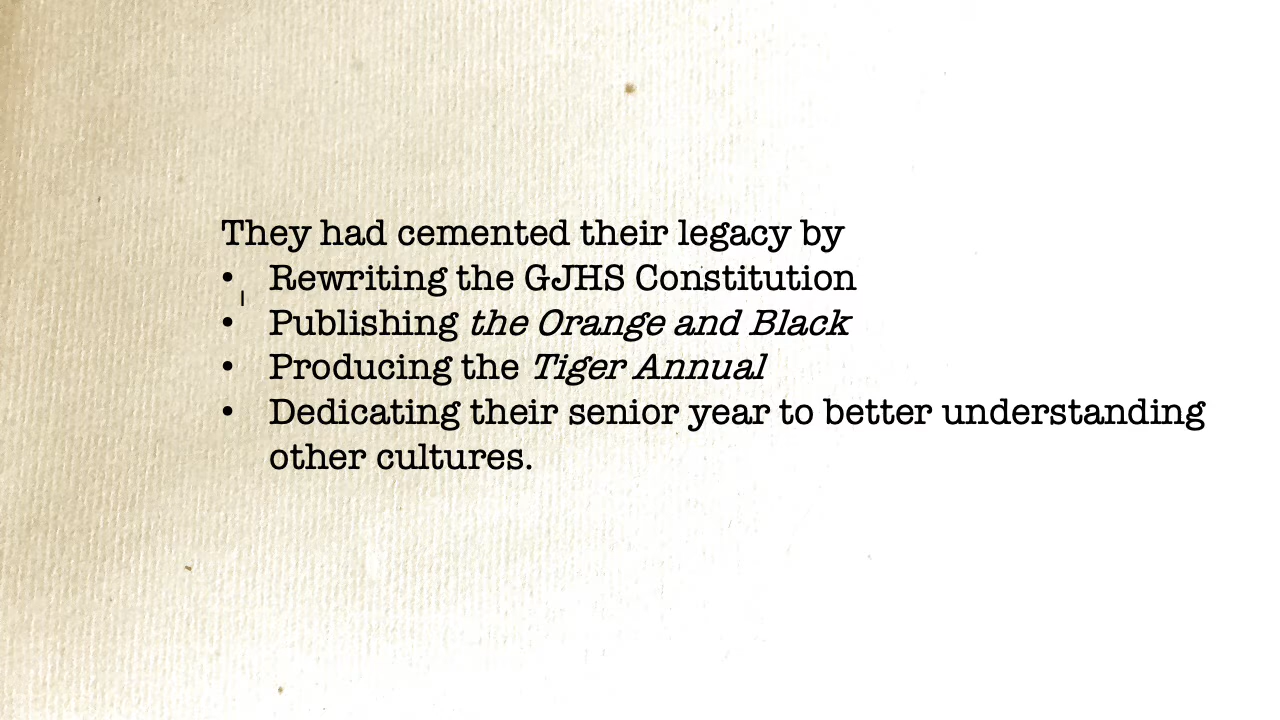 They had cemented their legacy by
• Rewriting the GJHS Constitution
• Publishing the Orange and Black
• Producing the Tiger Annual
• Dedicating their senior year to better understanding
other cultures.